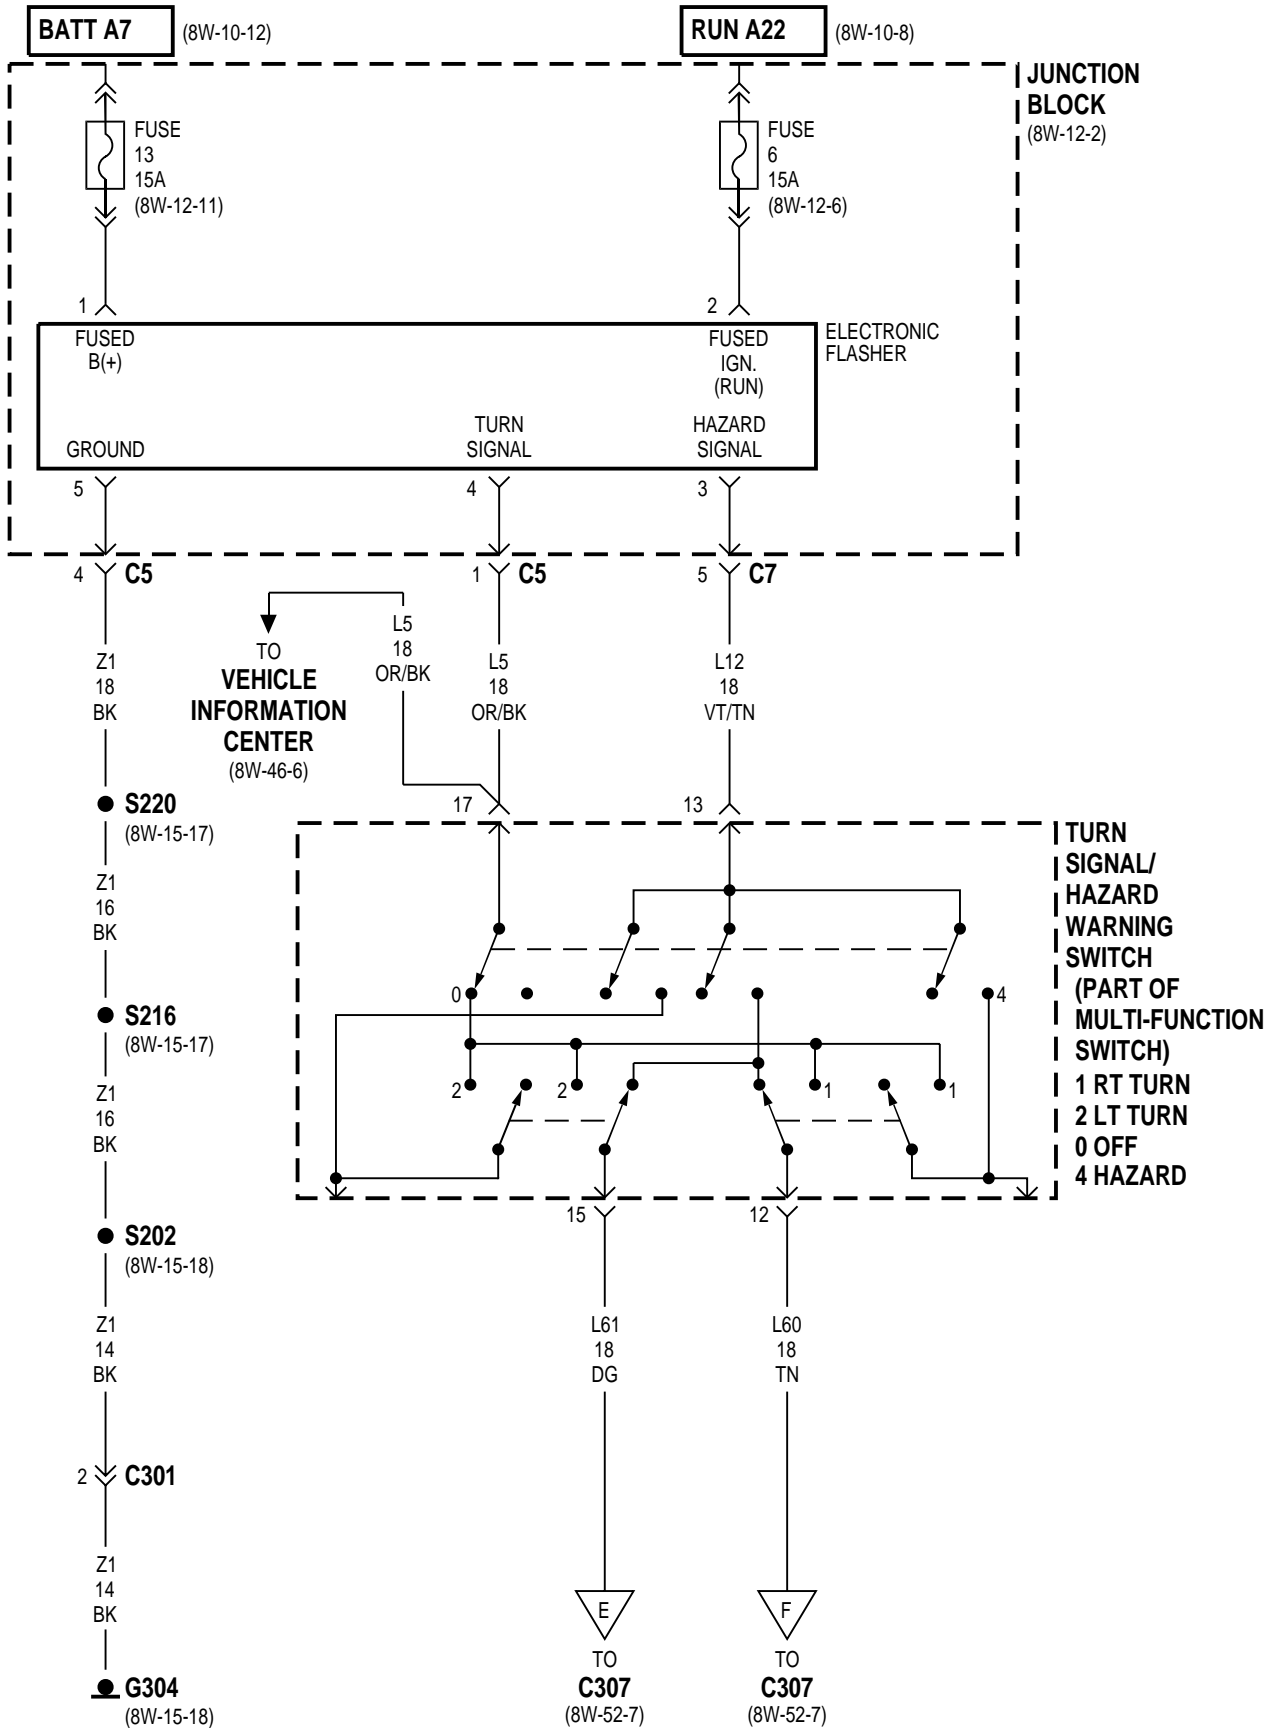 BATT A7
(8W-10-12)
RUN A22
(8W-10-8)
JUNCTION
BLOCK
(8W-12-2)
FUSE
13
15A
(8W-12-11)
FUSE
6
15A
(8W-12-6)
1
2
FUSED
B(+)
FUSED
IGN.
(RUN)
ELECTRONIC
FLASHER
GROUND
TURN
SIGNAL
HAZARD
SIGNAL
5
4
3
4
C5
1
C5
5
C7
Z1
18
BK
TO
VEHICLE
INFORMATION
CENTER
(8W-46-6)
L5
18
OR/BK
L5
18
OR/BK
L12
18
VT/TN
S220
(8W-15-17)
17
13
TURN
SIGNAL/
HAZARD
WARNING
SWITCH
(PART OF
MULTI-FUNCTION
SWITCH)
1 RT TURN
2 LT TURN
0 OFF
4 HAZARD
Z1
16
BK
0
4
S216
(8W-15-17)
2
2
1
1
Z1
16
BK
15
12
S202
(8W-15-18)
Z1
14
BK
L61
18
DG
L60
18
TN
2
C301
Z1
14
BK
E
F
TO
C307
(8W-52-7)
TO
C307
(8W-52-7)
G304
(8W-15-18)